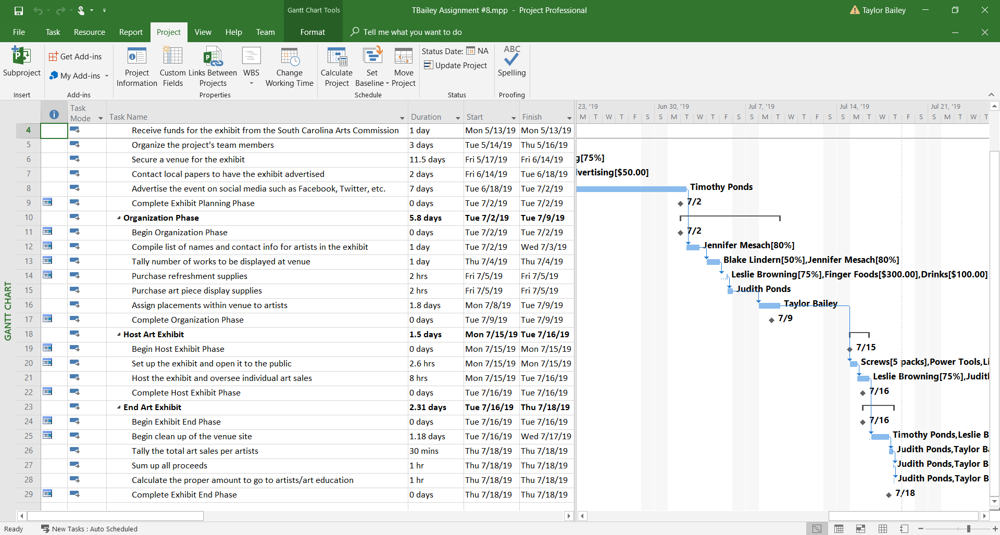 Gantt Chart Tools
TBailey Assignment #8.mpp - Project Professional
Taylor Bailey
File Task Resource Report Project View Help Team Format Tell me what you want to do
Subproject
Insert
Get Add-ins
My Add-ins
Add-ins
Project Information
Custom Fields
Links Between Projects
WBS
Change Working Time
Properties
Calculate Project
Set Baseline
Move Project
Schedule
Status Date: NA
Update Project
Status
ABC
Spelling
Proofing
GANTT CHART
Task Mode Task Name Duration Start Finish
23, '19 Jun 30, '19 Jul 7, '19 Jul 14, '19 Jul 21, '19
M T W T F S S M T W T F S S M T W T F S S M T W T F S S M T W T
4 Receive funds for the exhibit from the South Carolina Arts Commission 1 day Mon 5/13/19 Mon 5/13/19
5 Organize the project's team members 3 days Tue 5/14/19 Thu 5/16/19
6 Secure a venue for the exhibit 11.5 days Fri 5/17/19 Fri 6/14/19 g[75%]
7 Contact local papers to have the exhibit advertised 2 days Fri 6/14/19 Tue 6/18/19 vertising[$50.00]
8 Advertise the event on social media such as Facebook, Twitter, etc. 7 days Tue 6/18/19 Tue 7/2/19 Timothy Ponds
9 Complete Exhibit Planning Phase 0 days Tue 7/2/19 Tue 7/2/19 7/2
10 Organization Phase 5.8 days Tue 7/2/19 Tue 7/9/19
11 Begin Organization Phase 0 days Tue 7/2/19 Tue 7/2/19 7/2
12 Compile list of names and contact info for artists in the exhibit 1 day Tue 7/2/19 Wed 7/3/19 Jennifer Mesach[80%]
13 Tally number of works to be displayed at venue 1 day Thu 7/4/19 Thu 7/4/19 Blake Lindern[50%],Jennifer Mesach[80%]
14 Purchase refreshment supplies 2 hrs Fri 7/5/19 Fri 7/5/19 Leslie Browning[75%],Finger Foods[$300.00],Drinks[$100.00]
15 Purchase art piece display supplies 2 hrs Fri 7/5/19 Fri 7/5/19 Judith Ponds
16 Assign placements within venue to artists 1.8 days Mon 7/8/19 Tue 7/9/19 Taylor Bailey
17 Complete Organization Phase 0 days Tue 7/9/19 Tue 7/9/19 7/9
18 Host Art Exhibit 1.5 days Mon 7/15/19 Tue 7/16/19
19 Begin Host Exhibit Phase 0 days Mon 7/15/19 Mon 7/15/19 7/15
20 Set up the exhibit and open it to the public 2.6 hrs Mon 7/15/19 Mon 7/15/19 Screws[5 packs],Power Tools,Li
21 Host the exhibit and oversee individual art sales 8 hrs Mon 7/15/19 Tue 7/16/19 Leslie Browning[75%],Judith
22 Complete Host Exhibit Phase 0 days Tue 7/16/19 Tue 7/16/19 7/16
23 End Art Exhibit 2.31 days Tue 7/16/19 Thu 7/18/19
24 Begin Exhibit End Phase 0 days Tue 7/16/19 Tue 7/16/19 7/16
25 Begin clean up of the venue site 1.18 days Tue 7/16/19 Wed 7/17/19 Timothy Ponds,Leslie B
26 Tally the total art sales per artists 30 mins Thu 7/18/19 Thu 7/18/19 Judith Ponds,Taylor Ba
27 Sum up all proceeds 1 hr Thu 7/18/19 Thu 7/18/19 Judith Ponds,Taylor B
28 Calculate the proper amount to go to artists/art education 1 hr Thu 7/18/19 Thu 7/18/19 Judith Ponds,Taylor B
29 Complete Exhibit End Phase 0 days Thu 7/18/19 Thu 7/18/19 7/18
Ready New Tasks : Auto Scheduled